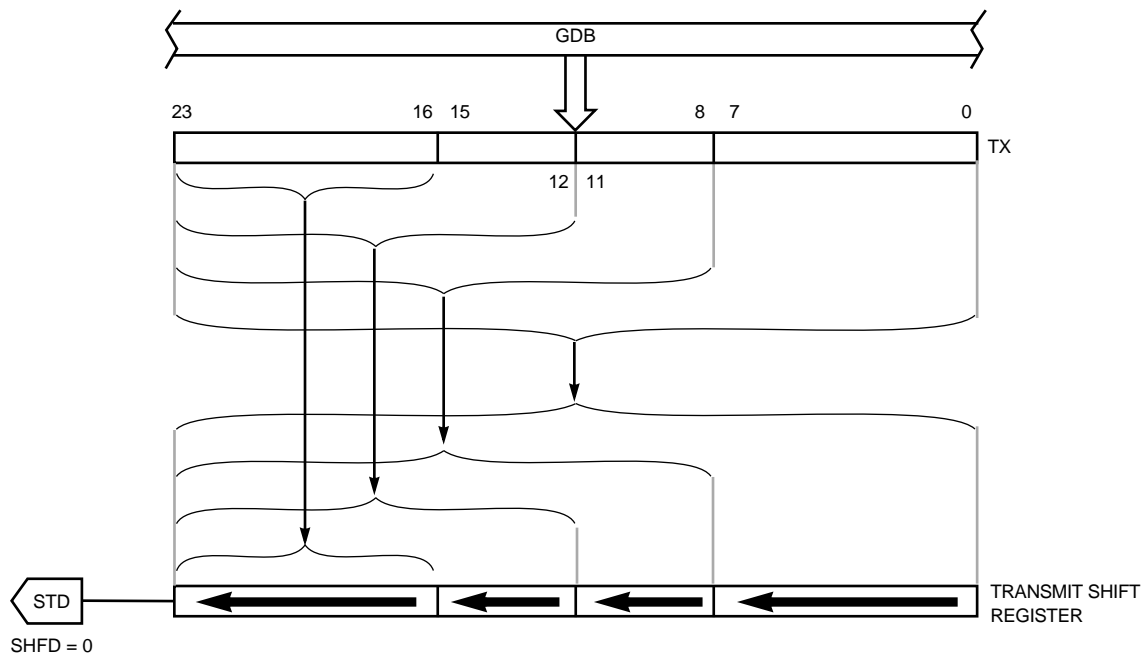 GDB
23 16 15 8 7 0
TX
12 11
STD
TRANSMIT SHIFT
REGISTER
SHFD = 0